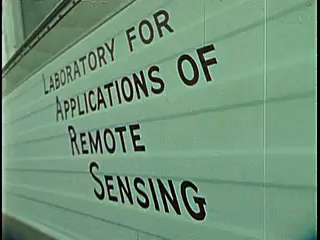 LABORATORY FOR
APPLICATIONS OF
REMOTE
SENSING